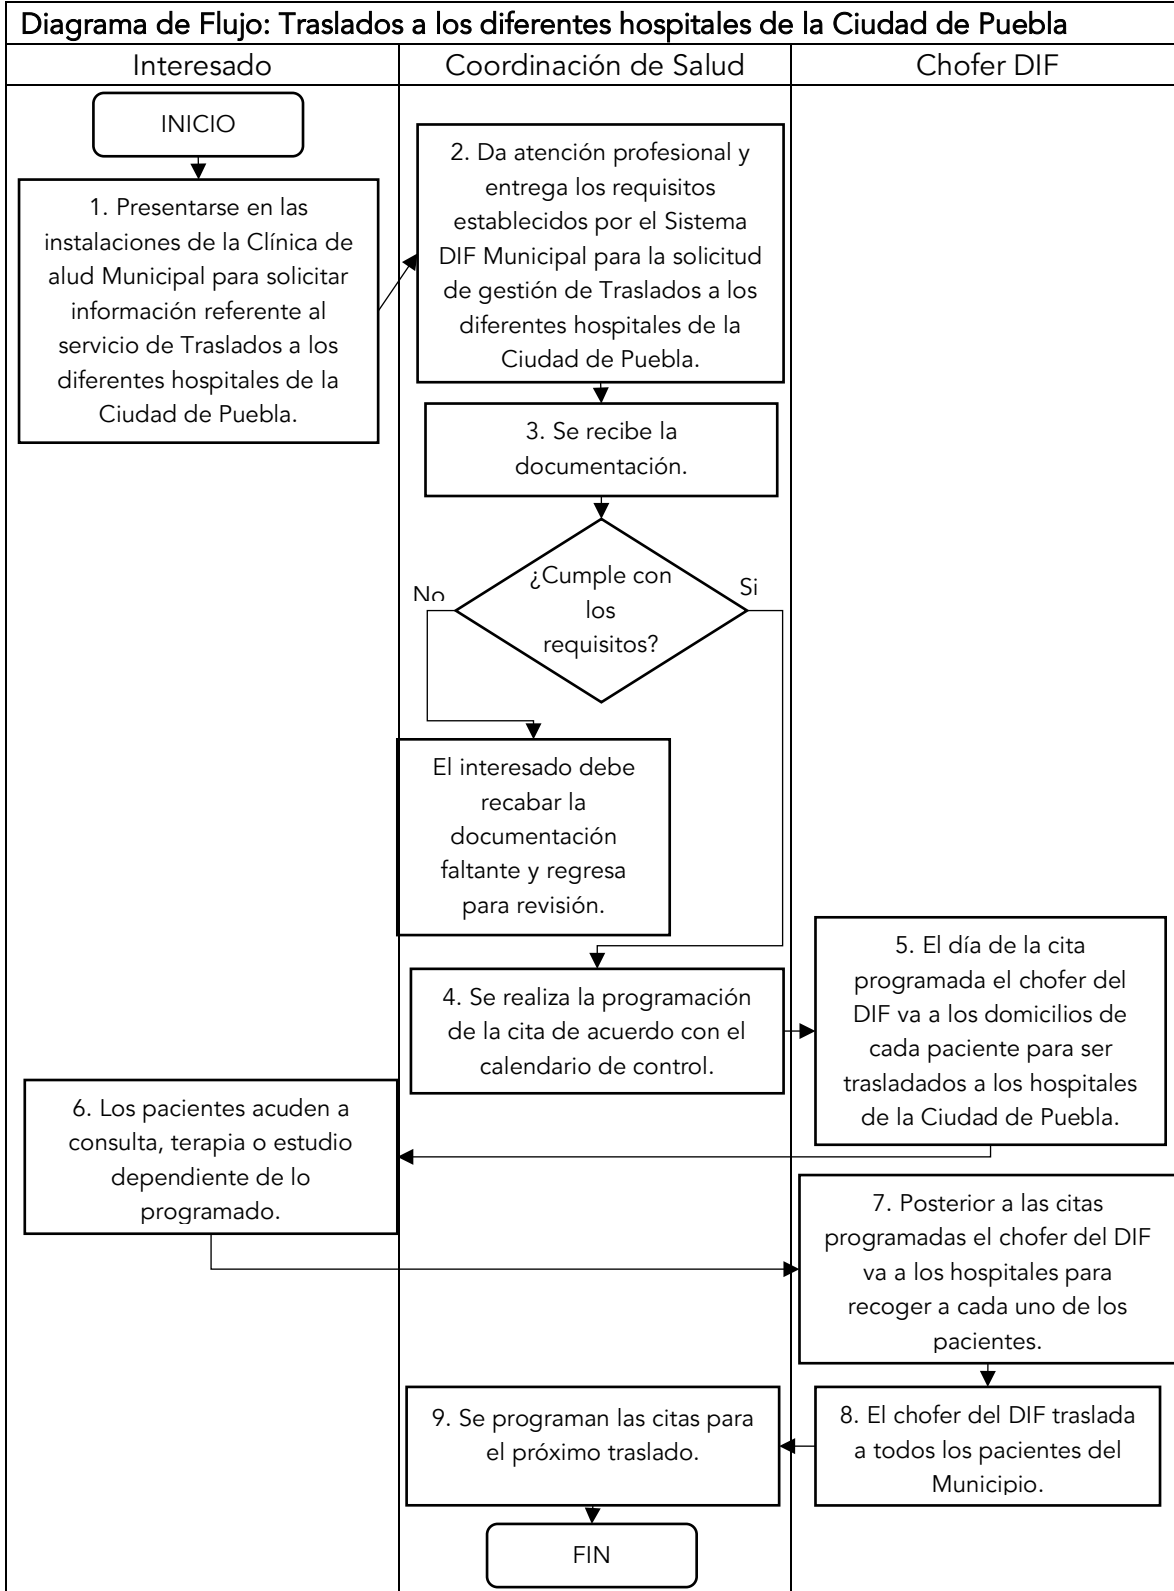 Diagrama de Flujo: Traslados a los diferentes hospitales de la Ciudad de Puebla
Interesado
Coordinación de Salud
Chofer DIF
INICIO
1. Presentarse en las
instalaciones de la Clínica de
alud Municipal para solicitar
información referente al
servicio de Traslados a los
diferentes hospitales de la
Ciudad de Puebla.
2. Da atención profesional y
entrega los requisitos
establecidos por el Sistema
DIF Municipal para la solicitud
de gestión de Traslados a los
diferentes hospitales de la
Ciudad de Puebla.
3. Se recibe la
documentación.
¿Cumple con
los
requisitos?
No
Si
El interesado debe
recabar la
documentación
faltante y regresa
para revisión.
4. Se realiza la programación
de la cita de acuerdo con el
calendario de control.
5. El día de la cita
programada el chofer del
DIF va a los domicilios de
cada paciente para ser
trasladados a los hospitales
de la Ciudad de Puebla.
6. Los pacientes acuden a
consulta, terapia o estudio
dependiente de lo
programado.
7. Posterior a las citas
programadas el chofer del DIF
va a los hospitales para
recoger a cada uno de los
pacientes.
8. El chofer del DIF traslada
a todos los pacientes del
Municipio.
9. Se programan las citas para
el próximo traslado.
FIN